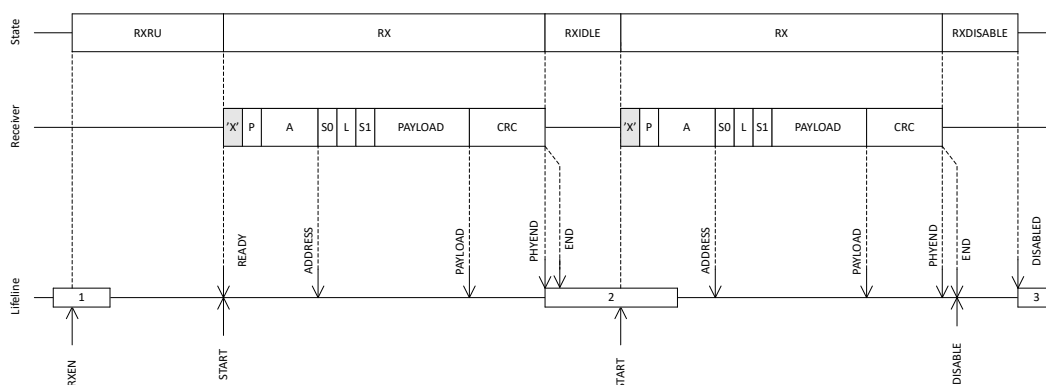 State
RXRU
RX
RXIDLE
RX
RXDISABLE
Receiver
'X'
P
A
S0
L
S1
PAYLOAD
CRC
'X'
P
A
S0
L
S1
PAYLOAD
CRC
READY
ADDRESS
PAYLOAD
PHYEND
END
ADDRESS
PAYLOAD
PHYEND
END
DISABLED
Lifeline
1
2
3
RXEN
START
START
DISABLE